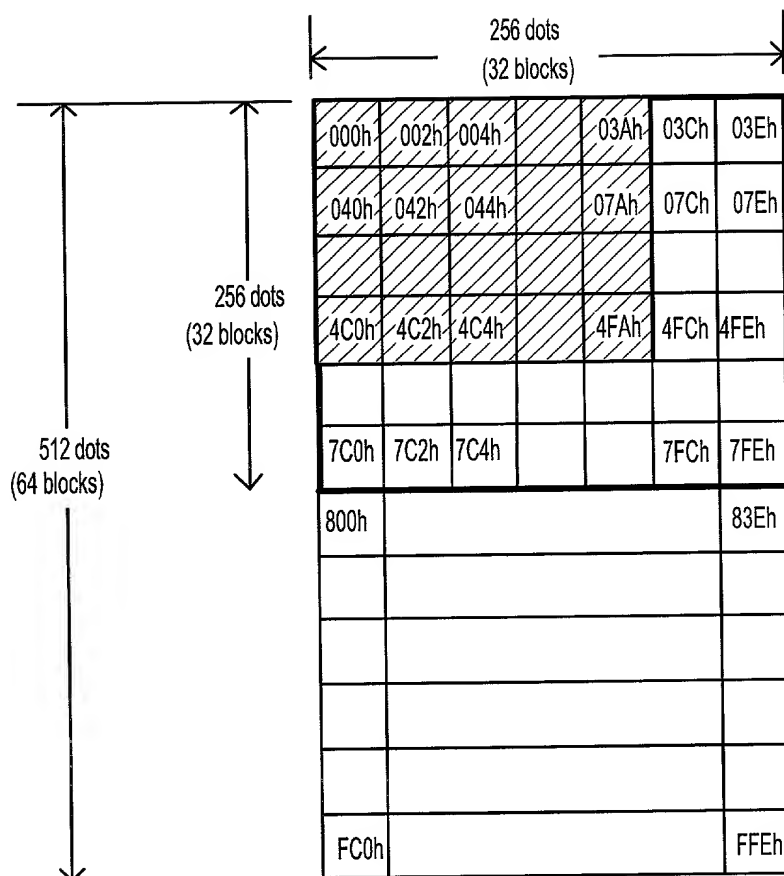 256 dots
(32 blocks)
000h 002h 004h 03Ah 03Ch 03Eh
040h 042h 044h 07Ah 07Ch 07Eh
256 dots
(32 blocks)
4C0h 4C2h 4C4h 4FAh 4FCh 4FEh
512 dots
(64 blocks)
7C0h 7C2h 7C4h 7FCh 7FEh
800h 83Eh
FC0h FFEh